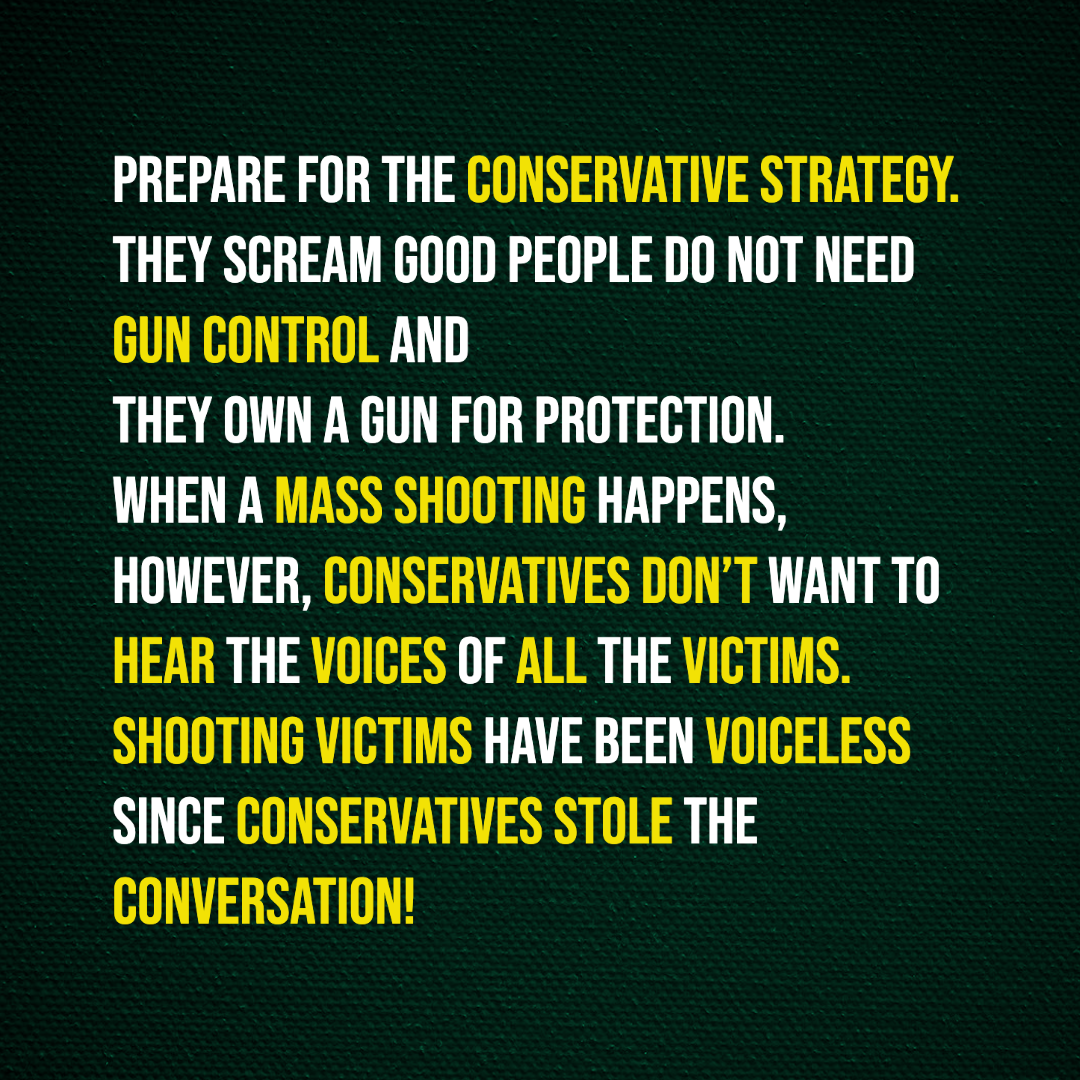 PREPARE FOR THE CONSERVATIVE STRATEGY.
THEY SCREAM GOOD PEOPLE DO NOT NEED
GUN CONTROL AND
THEY OWN A GUN FOR PROTECTION.
WHEN A MASS SHOOTING HAPPENS,
HOWEVER, CONSERVATIVES DON’T WANT TO
HEAR THE VOICES OF ALL THE VICTIMS.
SHOOTING VICTIMS HAVE BEEN VOICELESS
SINCE CONSERVATIVES STOLE THE
CONVERSATION!